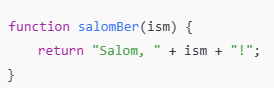 function salomBer(ism) {
    return "Salom, " + ism + "!";
}